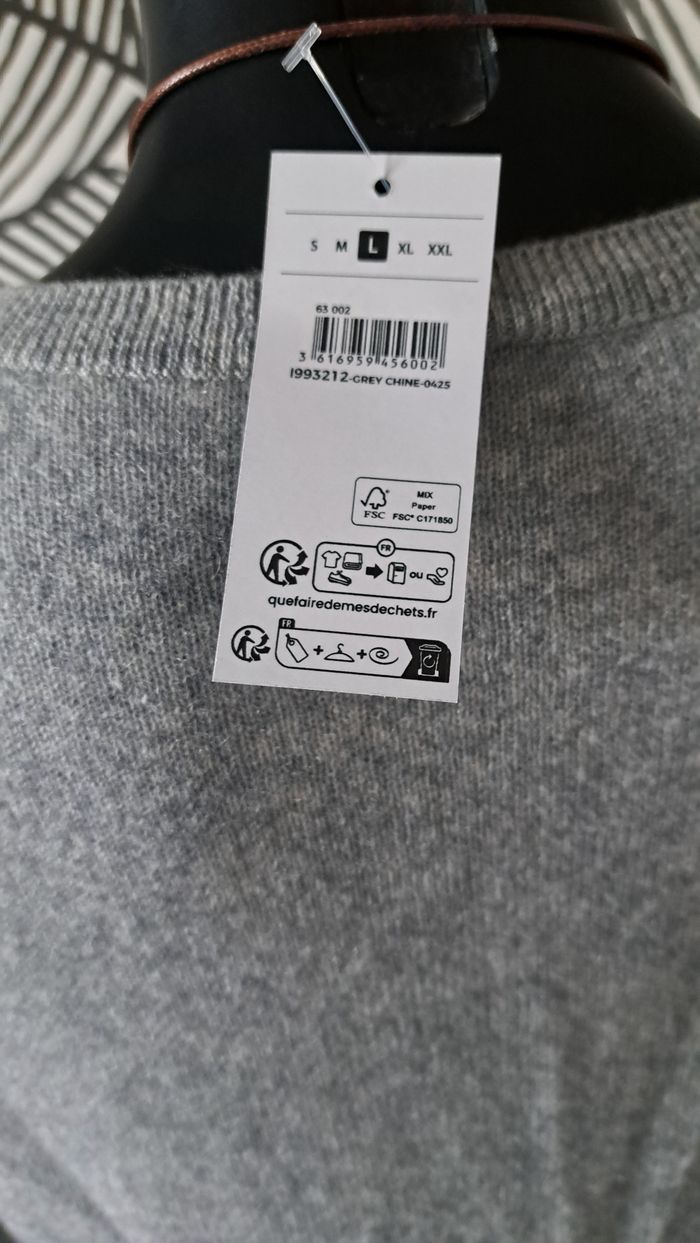 S M L XL XXL
63 002
3 616959 456002
1993212-GREY CHINE-0425
MIX
Paper
FSC® C171850
FSC
FR
ou
quefairedemesdechets.fr
FR